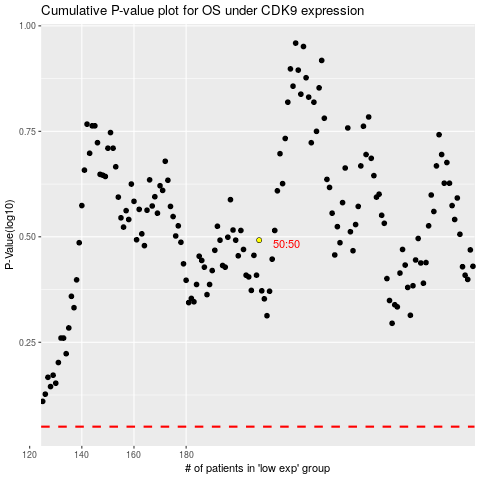 Cumulative P-value plot for OS under CDK9 expression
1.00
0.75
0.50
0.25
P-Value(log10)
50:50
120 140 160 180
# of patients in 'low exp' group